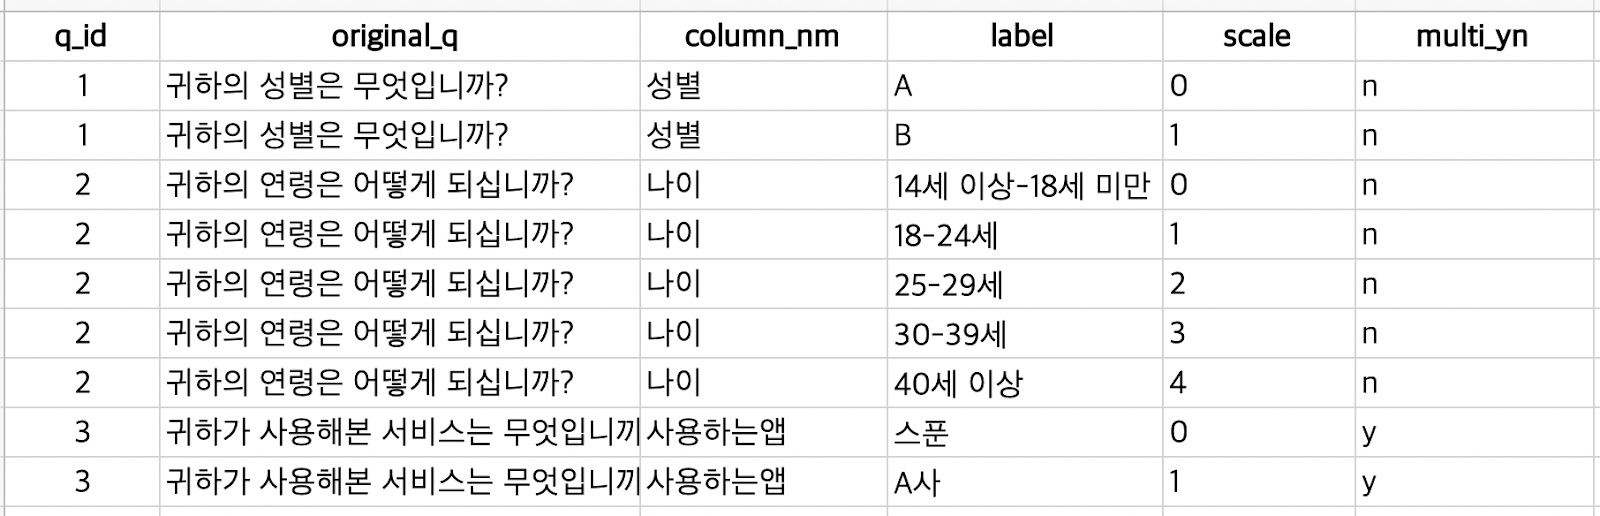 q_id original_q column_nm label scale multi_yn
1 귀하의 성별은 무엇입니까? 성별 A 0 n
1 귀하의 성별은 무엇입니까? 성별 B 1 n
2 귀하의 연령은 어떻게 되십니까? 나이 14세 이상-18세 미만 0 n
2 귀하의 연령은 어떻게 되십니까? 나이 18-24세 1 n
2 귀하의 연령은 어떻게 되십니까? 나이 25-29세 2 n
2 귀하의 연령은 어떻게 되십니까? 나이 30-39세 3 n
2 귀하의 연령은 어떻게 되십니까? 나이 40세 이상 4 n
3 귀하가 사용해본 서비스는 무엇입니까 사용하는앱 스푼 0 y
3 귀하가 사용해본 서비스는 무엇입니까 사용하는앱 A사 1 y